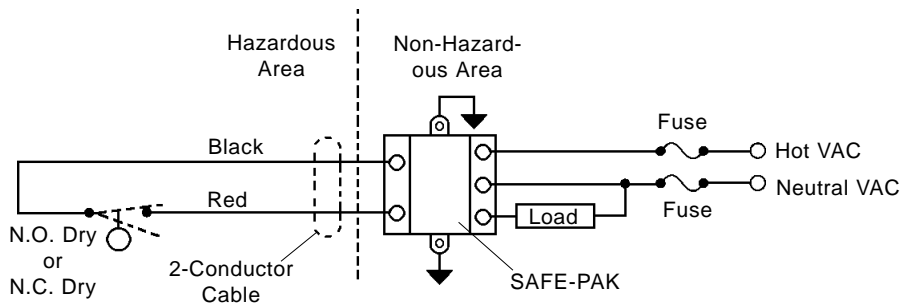 Hazardous
Area
Non-Hazard-
ous Area
Fuse
Black
Hot VAC
Red
Neutral VAC
Load
Fuse
N.O. Dry
or
N.C. Dry
2-Conductor
Cable
SAFE-PAK